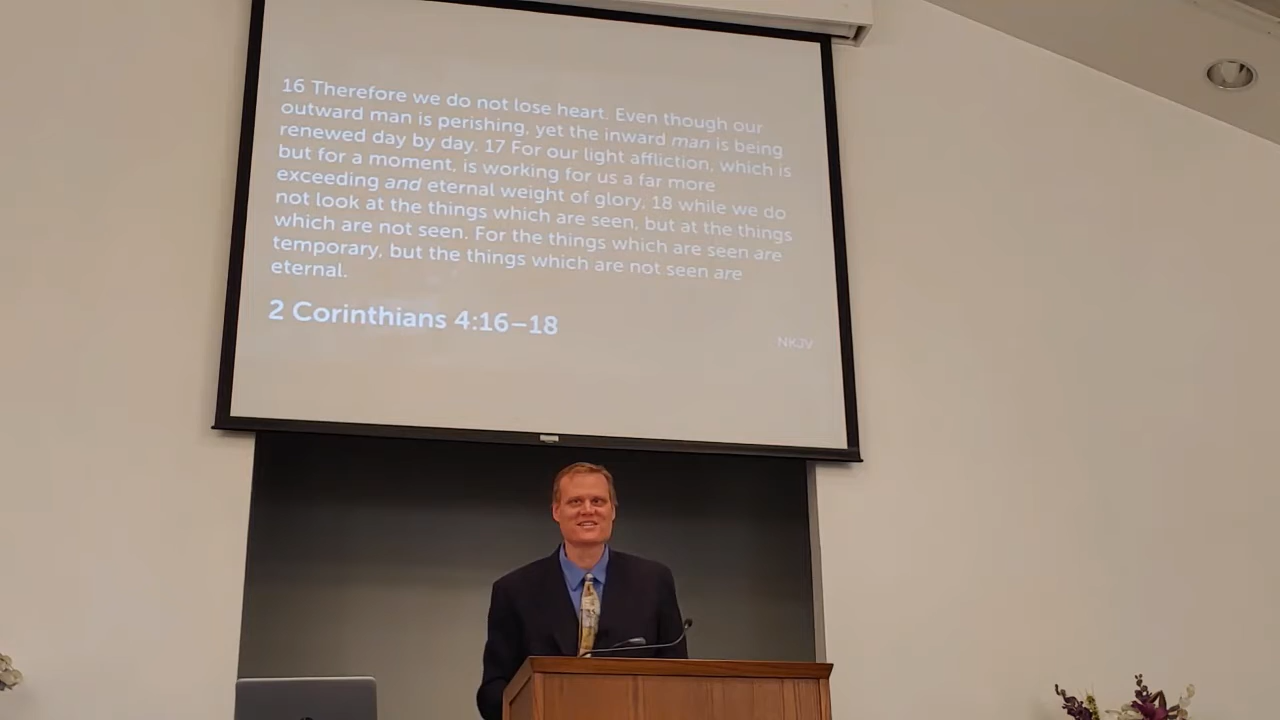 16 Therefore we do not lose heart. Even though our
outward man is perishing, yet the inward man is being
renewed day by day. 17 For our light affliction, which is
but for a moment, is working for us a far more
exceeding and eternal weight of glory, 18 while we do
not look at the things which are seen, but at the things
which are not seen. For the things which are seen are
temporary, but the things which are not seen are
eternal.
2 Corinthians 4:16–18
NKJV